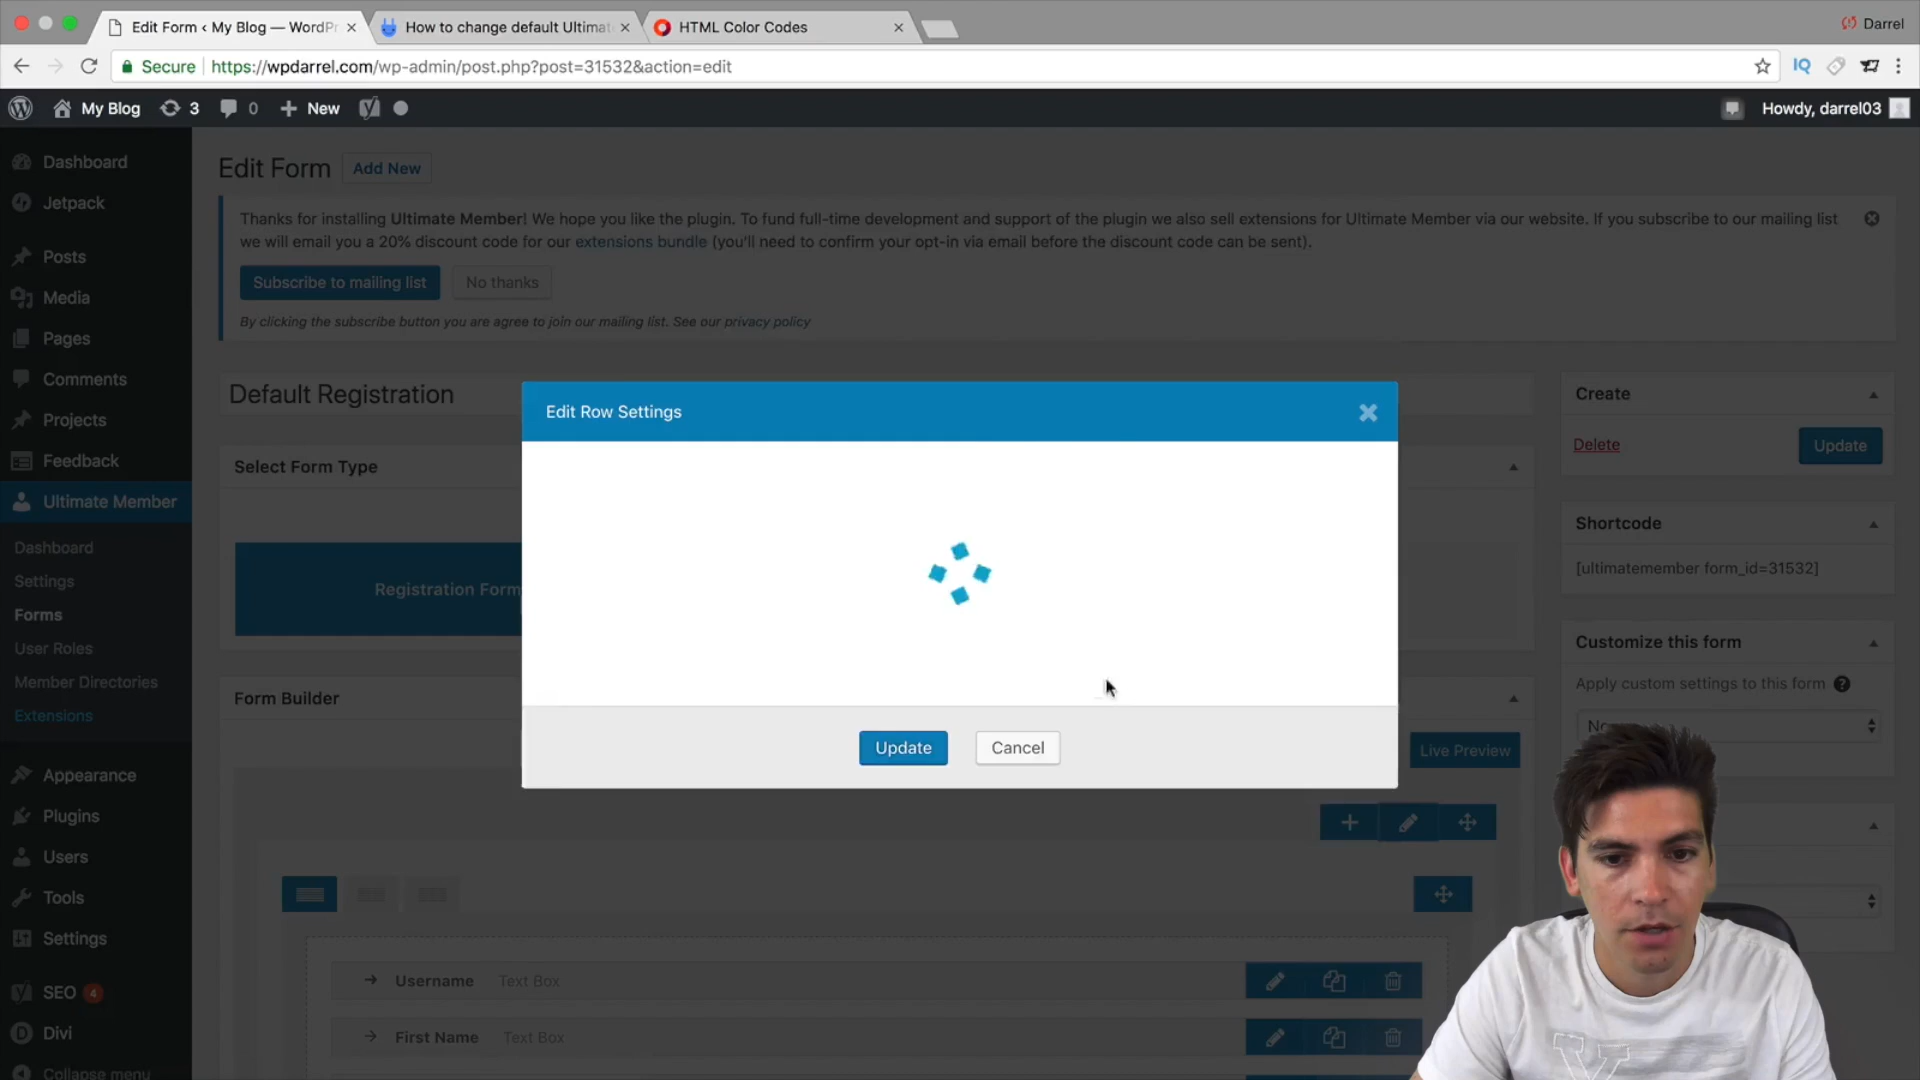 Edit Form ‹ My Blog — WordPr
How to change default Ultimat
HTML Color Codes
Darrel
Secure
https://wpdarrel.com/wp-admin/post.php?post=31532&action=edit
IQ
My Blog
3
0
New
Howdy, darrel03
Dashboard
Jetpack
Posts
Media
Pages
Comments
Projects
Feedback
Ultimate Member
Dashboard
Settings
Forms
User Roles
Member Directories
Extensions
Appearance
Plugins
Users
Tools
Settings
SEO 4
Divi
Collapse menu
Edit Form
Add New
Thanks for installing Ultimate Member! We hope you like the plugin. To fund full-time development and support of the plugin we also sell extensions for Ultimate Member via our website. If you subscribe to our mailing list
we will email you a 20% discount code for our extensions bundle (you'll need to confirm your opt-in via email before the discount code can be sent).
Subscribe to mailing list
No thanks
By clicking the subscribe button you are agree to join our mailing list. See our privacy policy
Default Registration
Select Form Type
Registration Form
Form Builder
Edit Row Settings
Update
Cancel
Live Preview
Username Text Box
First Name Text Box
Create
Delete
Update
Shortcode
[ultimatemember form_id=31532]
Customize this form
Apply custom settings to this form